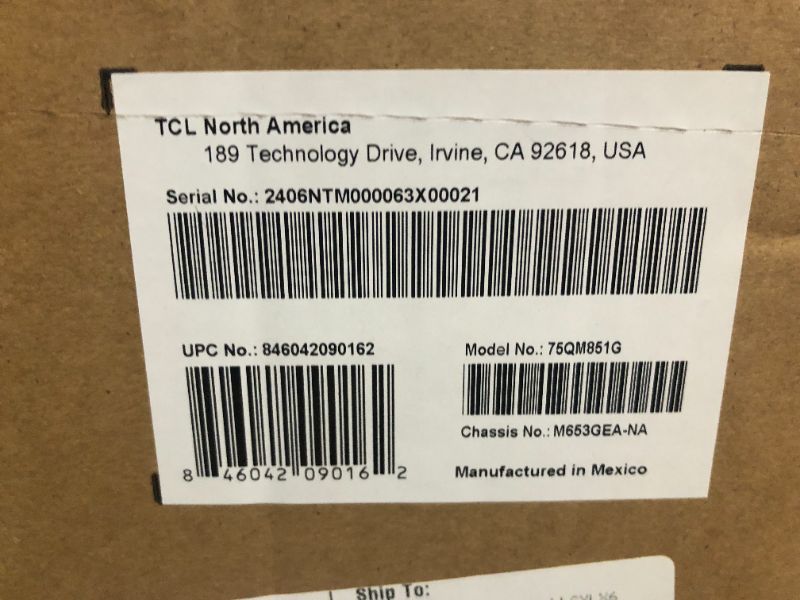 TCL North America
189 Technology Drive, Irvine, CA 92618, USA
Serial No.: 2406NTM000063X00021
UPC No.: 846042090162
8 46042 09016 2
Model No.: 75QM851G
Chassis No.: M653GEA-NA
Manufactured in Mexico
Ship To: